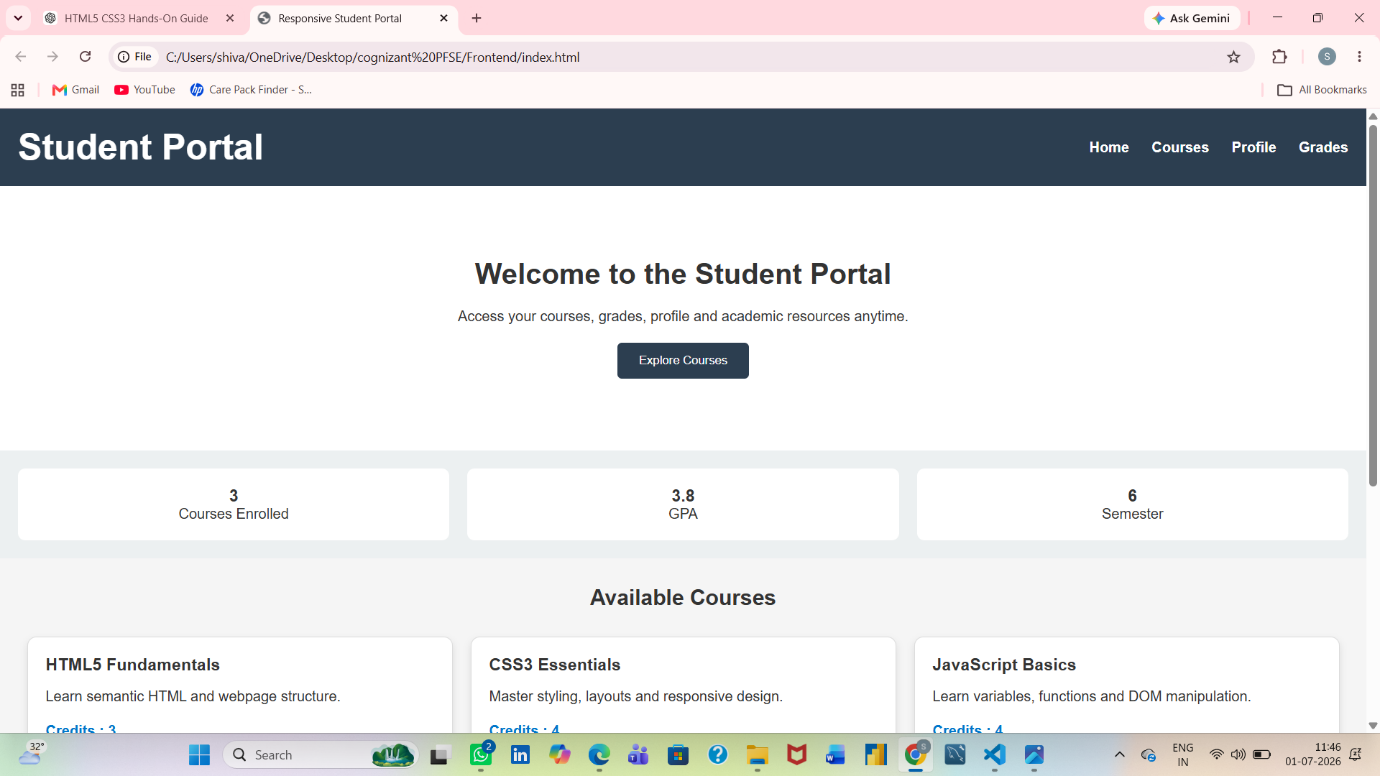 HTML5 CSS3 Hands-On Guide
Responsive Student Portal
Ask Gemini
File
C:/Users/shiva/OneDrive/Desktop/cognizant%20PFSE/Frontend/index.html
S
Gmail
YouTube
hp
Care Pack Finder - S...
All Bookmarks
Student Portal
Home Courses Profile Grades
Welcome to the Student Portal
Access your courses, grades, profile and academic resources anytime.
Explore Courses
3
Courses Enrolled
3.8
GPA
6
Semester
Available Courses
HTML5 Fundamentals
Learn semantic HTML and webpage structure.
Credits : 3
CSS3 Essentials
Master styling, layouts and responsive design.
Credits : 4
JavaScript Basics
Learn variables, functions and DOM manipulation.
Credits : 4
32°
Search
2
in
S
ENG
IN
11:46
01-07-2026